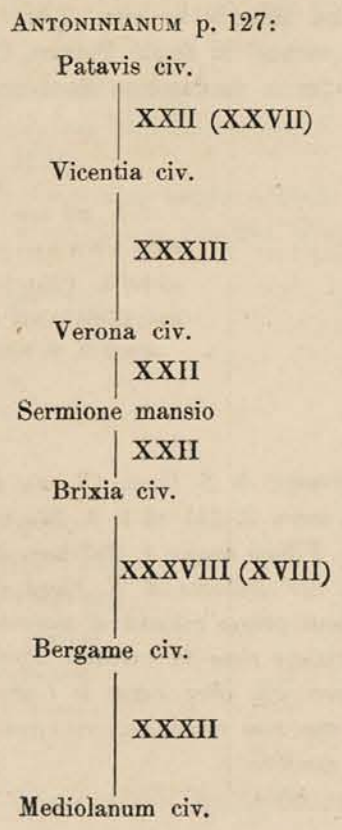 ANTONINIANUM p. 127:
Patavis civ.
XXII (XXVII)
Vicentia civ.
XXXIII
Verona civ.
XXII
Sermione mansio
XXII
Brixia civ.
XXXVIII (XVIII)
Bergame civ.
XXXII
Mediolanum civ.